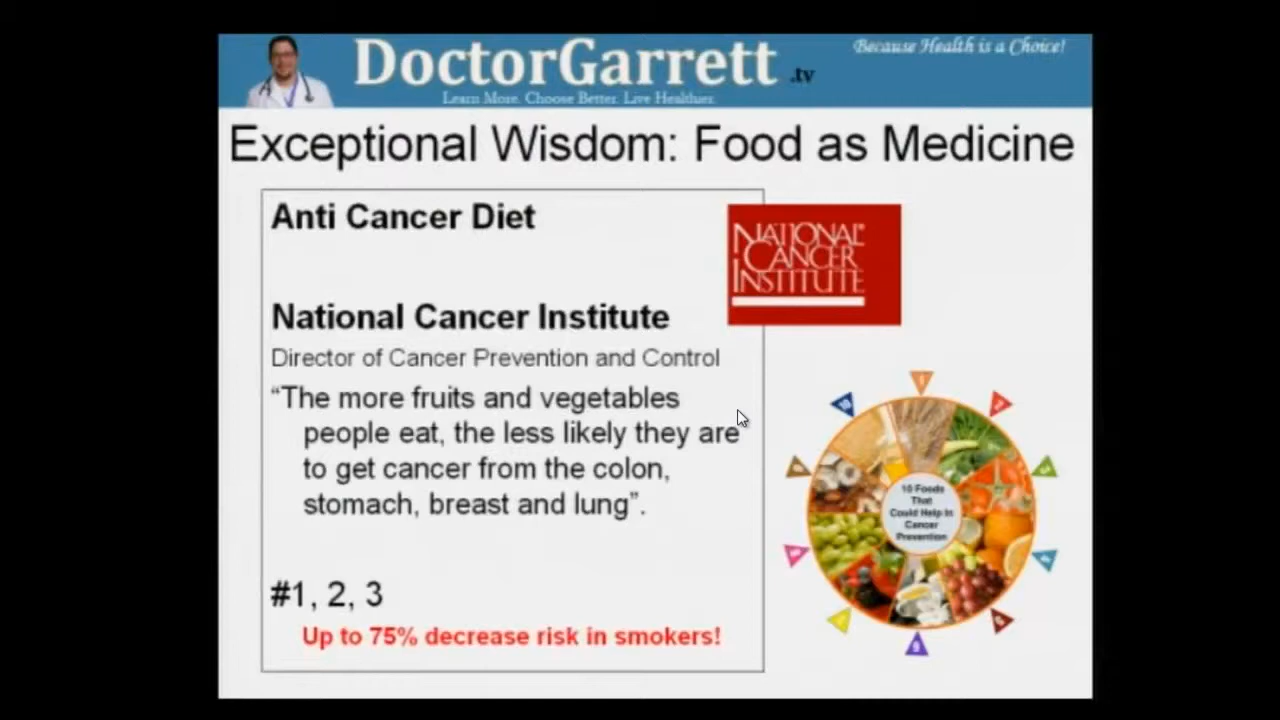 DoctorGarrett.tv
Because Health is a Choice!
Learn More. Choose Better. Live Healthier.
Exceptional Wisdom: Food as Medicine
Anti Cancer Diet
NATIONAL
CANCER
INSTITUTE
National Cancer Institute
Director of Cancer Prevention and Control
“The more fruits and vegetables
people eat, the less likely they are
to get cancer from the colon,
stomach, breast and lung”.
10 Foods
That
Could Help In
Cancer
Prevention
#1, 2, 3
Up to 75% decrease risk in smokers!